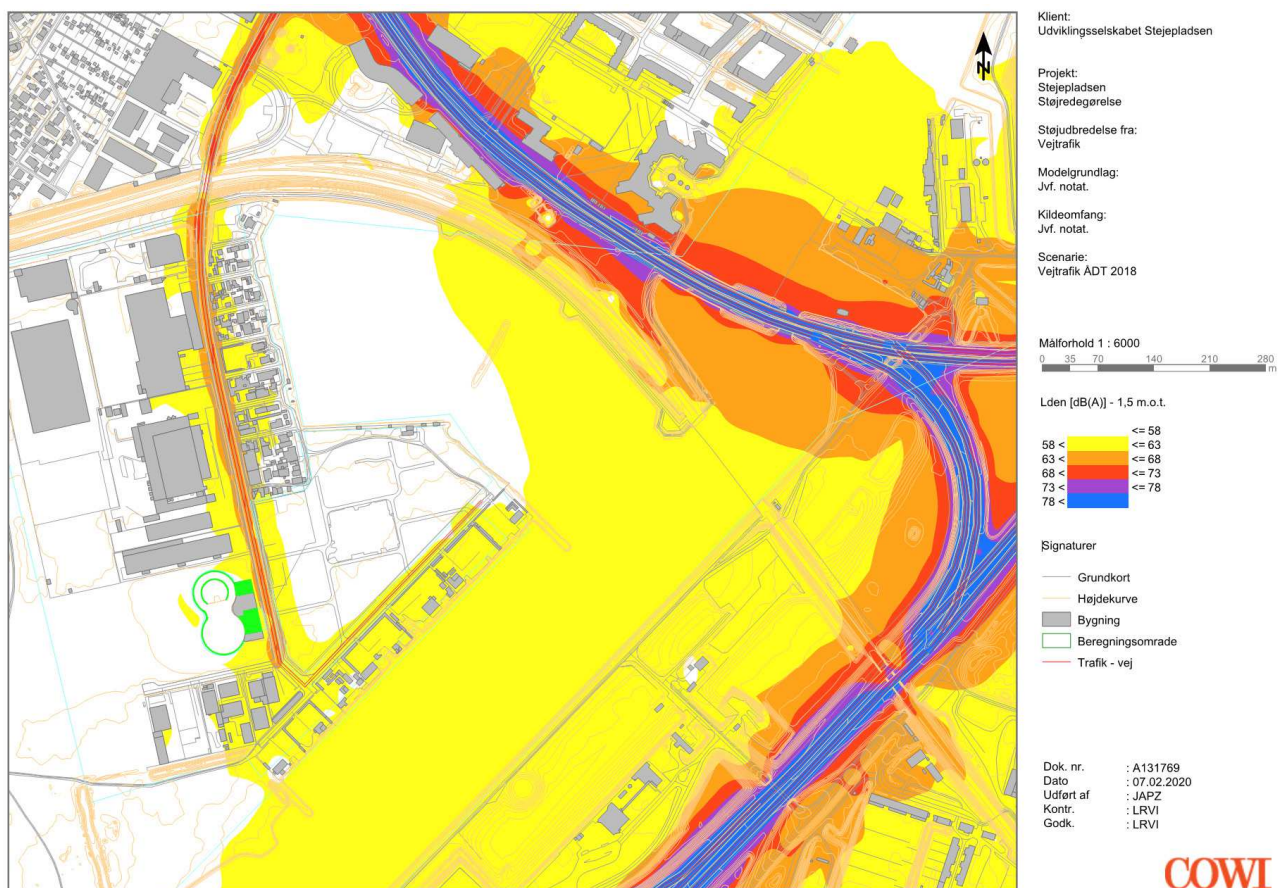 Klient:
Udviklingsselskabet Stejepladsen
Projekt:
Stejepladsen
Støjredegørelse
Støjudbredelse fra:
Vejtrafik
Modelgrundlag:
Jvf. notat.
Kildeomfang:
Jvf. notat.
Scenarie:
Vejtrafik ÅDT 2018
N
Målforhold 1 : 6000
0 35 70 140 210 280
m
Lden [dB(A)] - 1,5 m.o.t.
<= 58
58 < <= 63
63 < <= 68
68 < <= 73
73 < <= 78
78 <
Signaturer
Grundkort
Højdekurve
Bygning
Beregningsomrade
Trafik - vej
Dok. nr. : A131769
Dato : 07.02.2020
Udført af : JAPZ
Kontr. : LRVI
Godk. : LRVI
COWI